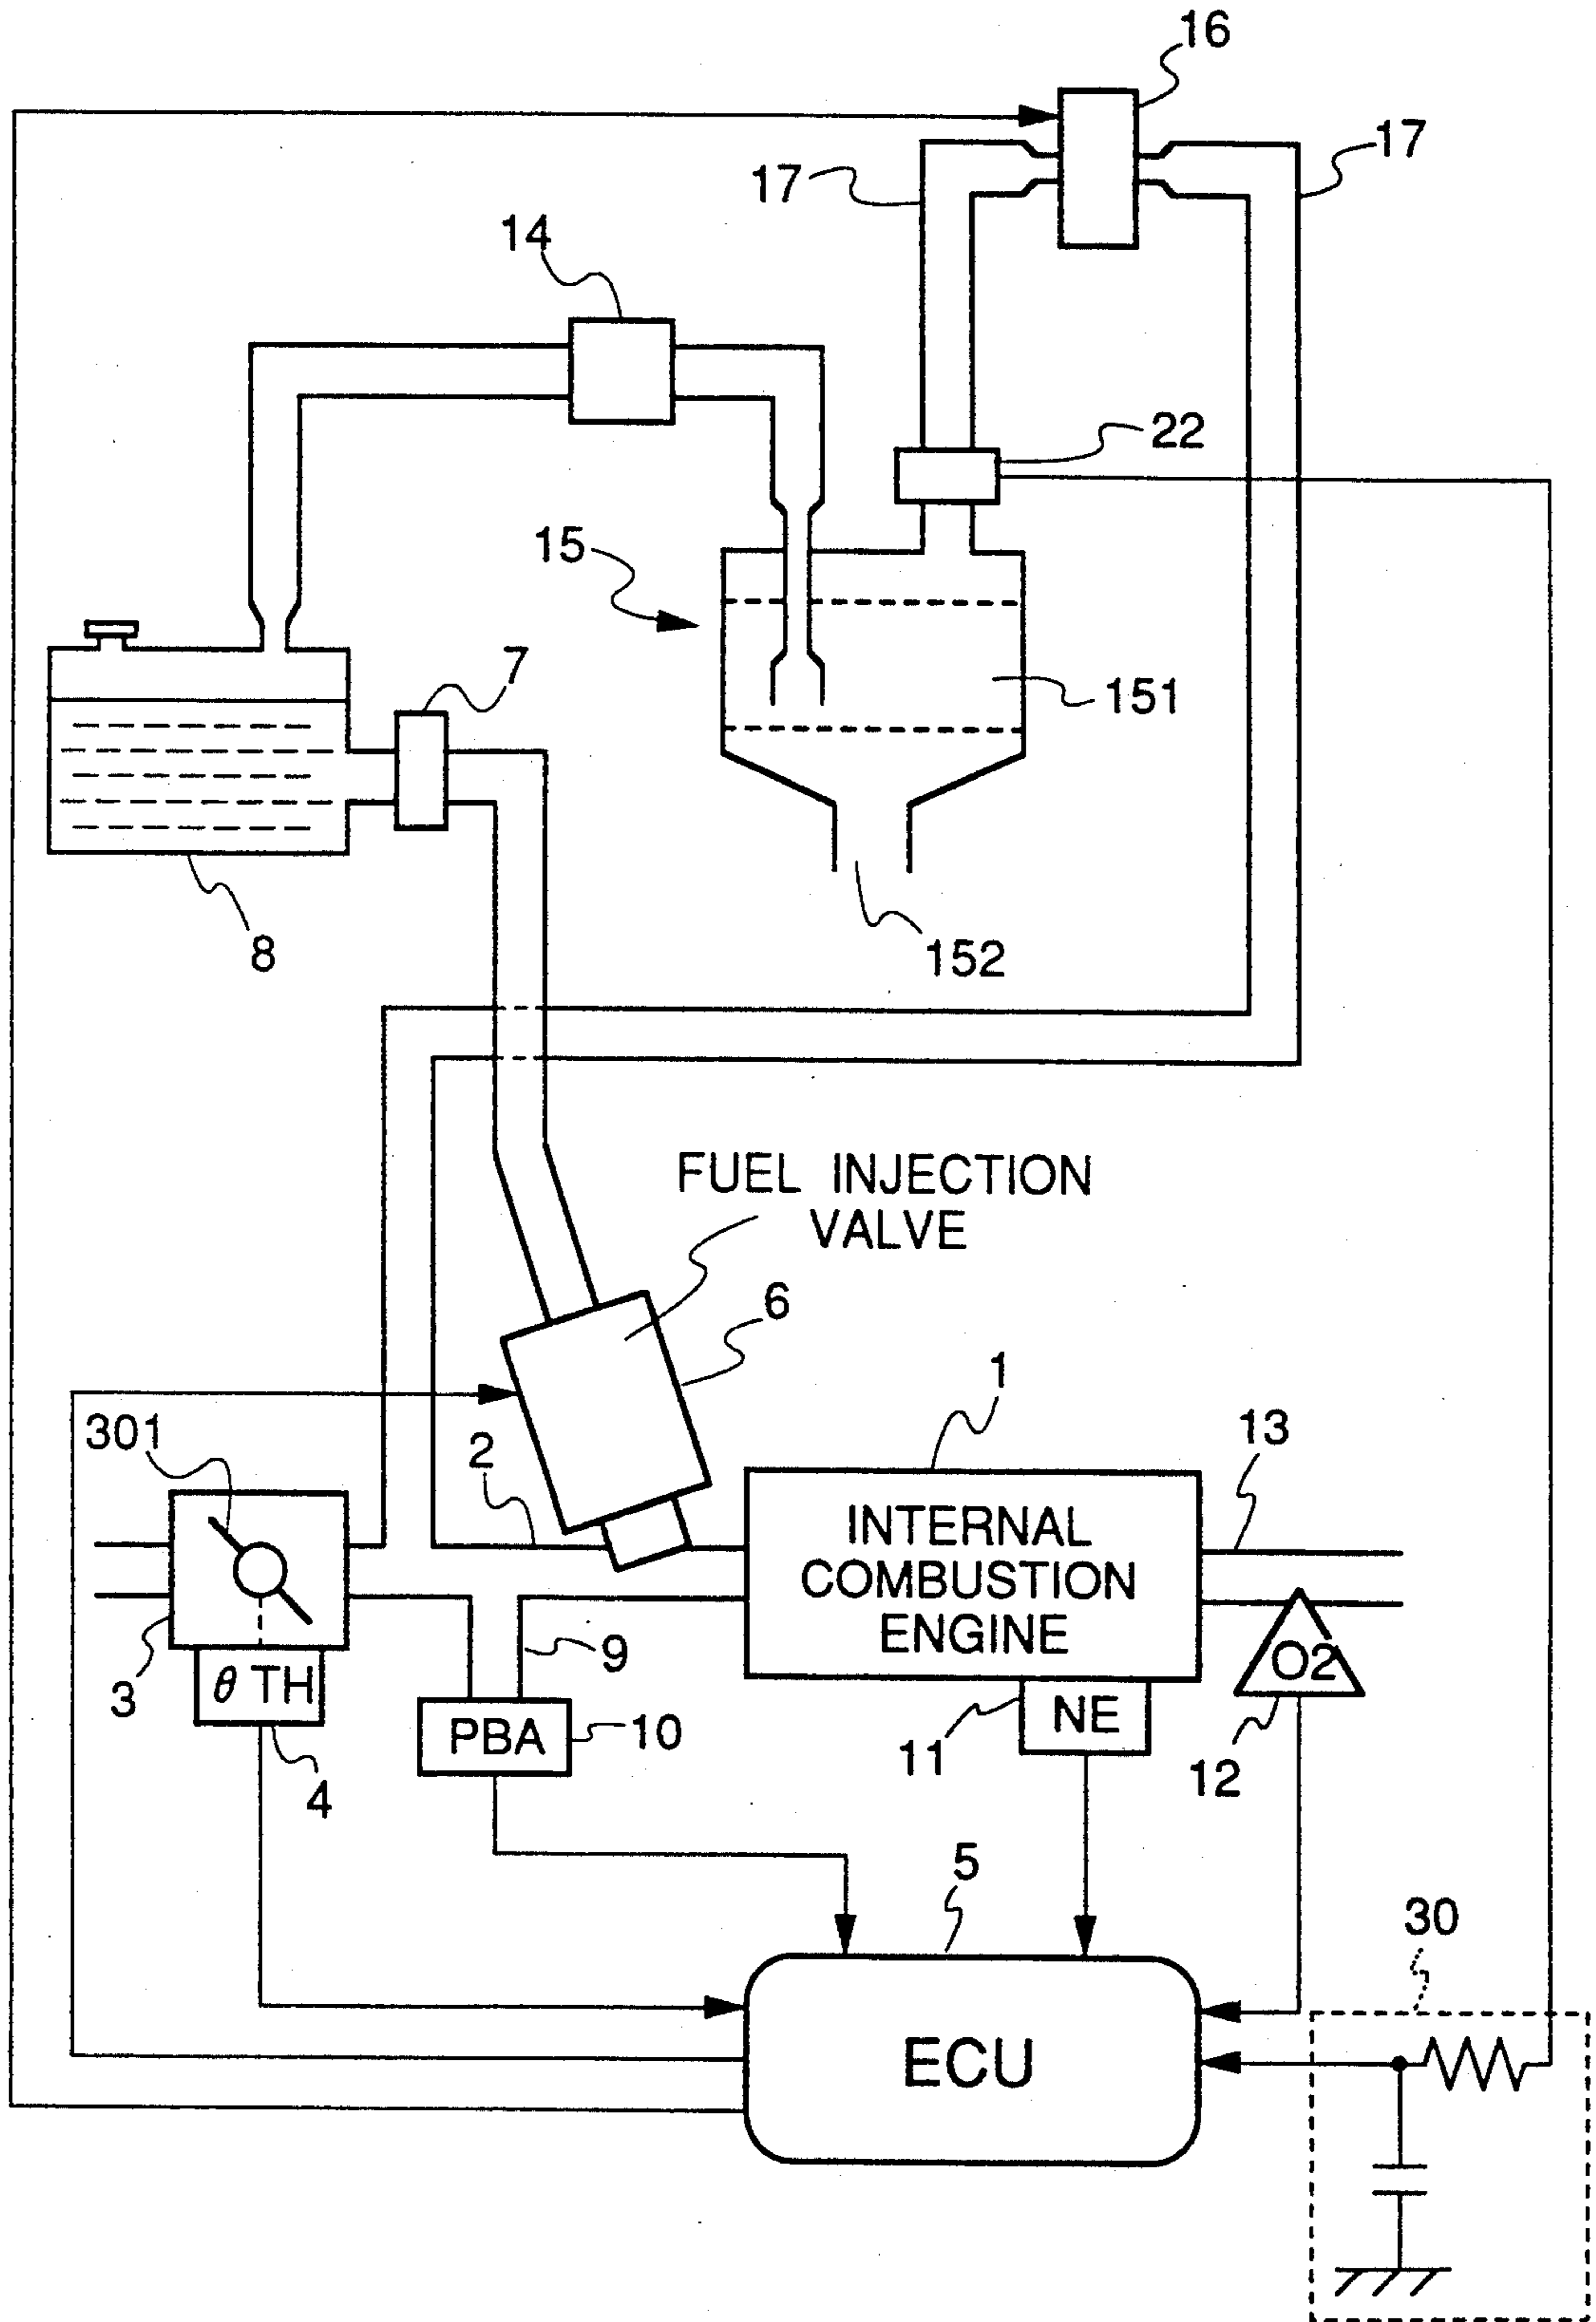 16
17
17
14
22
15
7
151
8
152
FUEL INJECTION
VALVE
6
1
301
2
13
INTERNAL
COMBUSTION
ENGINE
9
O2
3
θ TH
PBA
10
NE
11
12
4
5
30
ECU